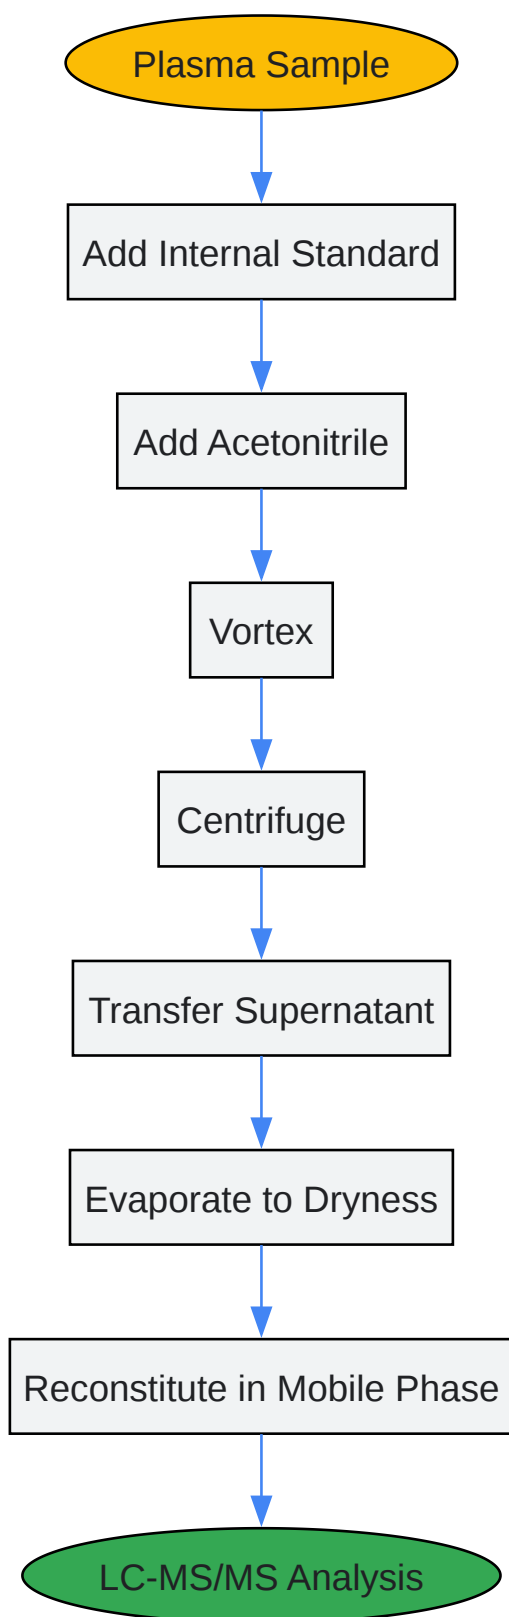 Plasma Sample
Add Internal Standard
Add Acetonitrile
Vortex
Centrifuge
Transfer Supernatant
Evaporate to Dryness
Reconstitute in Mobile Phase
LC-MS/MS Analysis